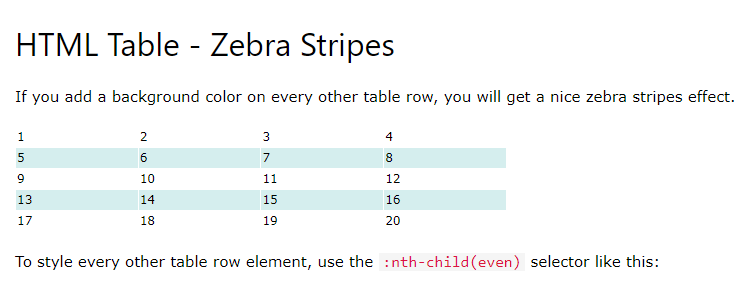 HTML Table - Zebra Stripes
If you add a background color on every other table row, you will get a nice zebra stripes effect.
1 2 3 4
5 6 7 8
9 10 11 12
13 14 15 16
17 18 19 20
To style every other table row element, use the :nth-child(even) selector like this: